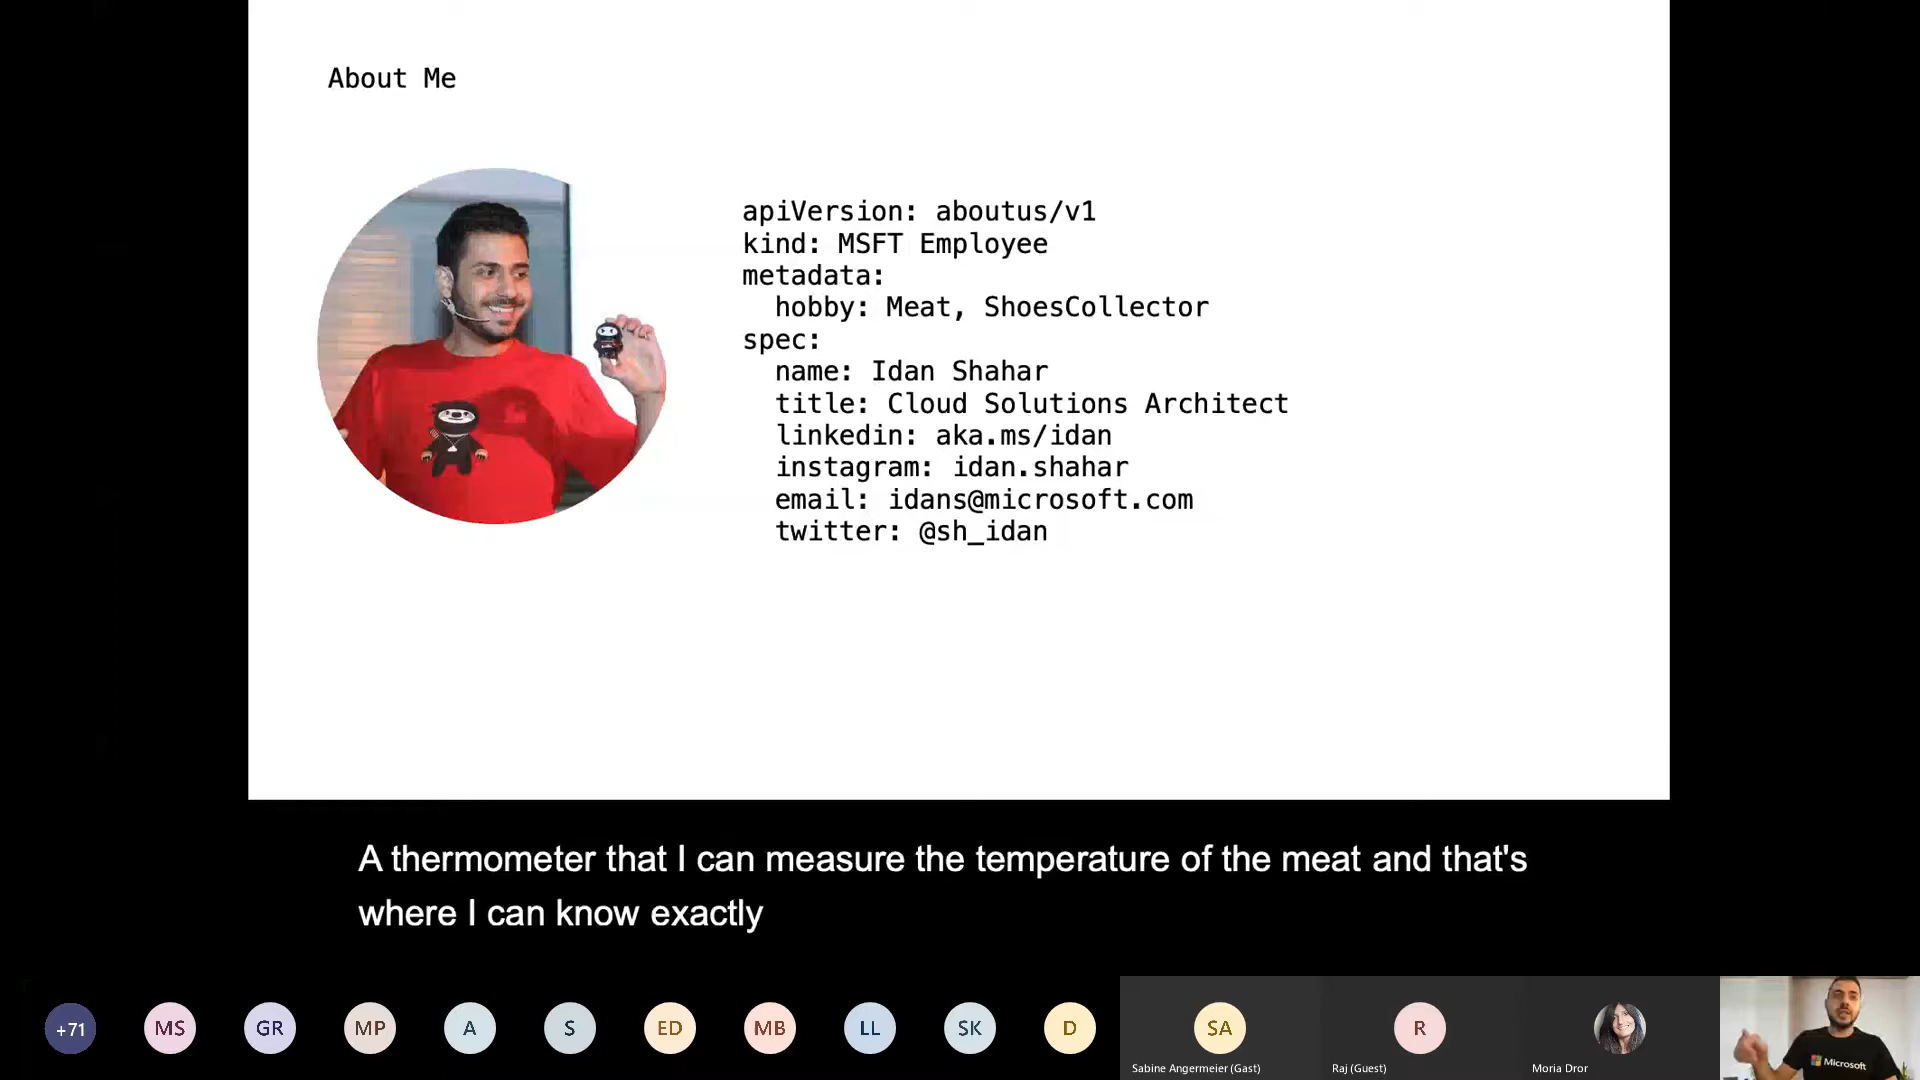 About Me
apiVersion: aboutus/v1
kind: MSFT Employee
metadata:
hobby: Meat, ShoesCollector
spec:
name: Idan Shahar
title: Cloud Solutions Architect
linkedin: aka.ms/idan
instagram: idan.shahar
email: idans@microsoft.com
twitter: @sh_idan
A thermometer that I can measure the temperature of the meat and that's
where I can know exactly
+71
MS
GR
MP
A
S
ED
MB
LL
SK
D
SA
R
Sabine Angermeier (Gast)
Raj (Guest)
Moria Dror
Microsoft